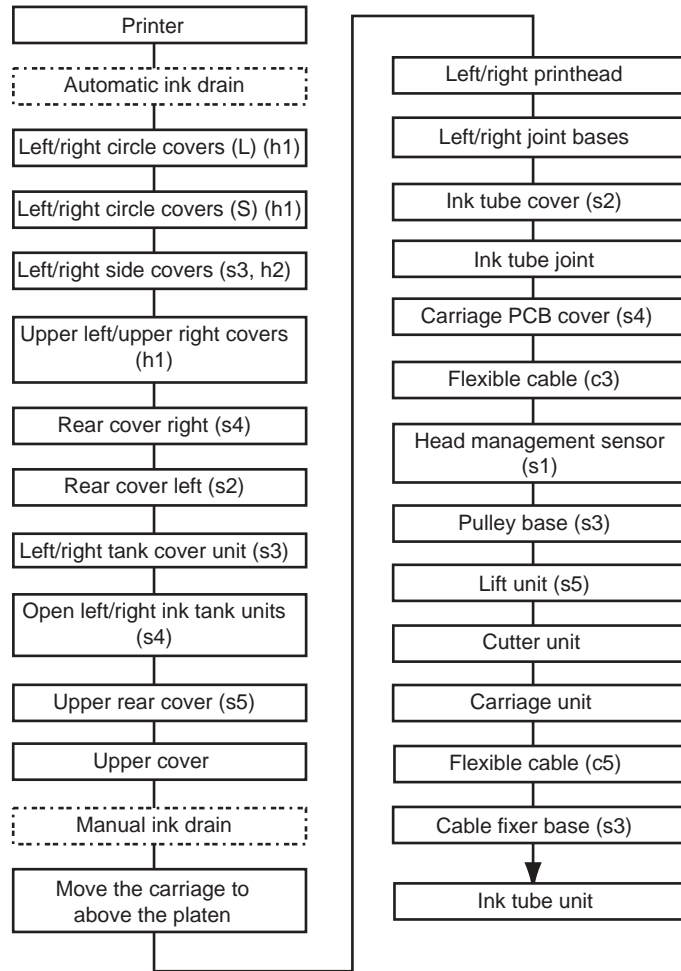 Printer
Automatic ink drain
Left/right circle covers (L) (h1)
Left/right circle covers (S) (h1)
Left/right side covers (s3, h2)
Upper left/upper right covers
(h1)
Rear cover right (s4)
Rear cover left (s2)
Left/right tank cover unit (s3)
Open left/right ink tank units
(s4)
Upper rear cover (s5)
Upper cover
Manual ink drain
Move the carriage to
above the platen
Left/right printhead
Left/right joint bases
Ink tube cover (s2)
Ink tube joint
Carriage PCB cover (s4)
Flexible cable (c3)
Head management sensor
(s1)
Pulley base (s3)
Lift unit (s5)
Cutter unit
Carriage unit
Flexible cable (c5)
Cable fixer base (s3)
Ink tube unit